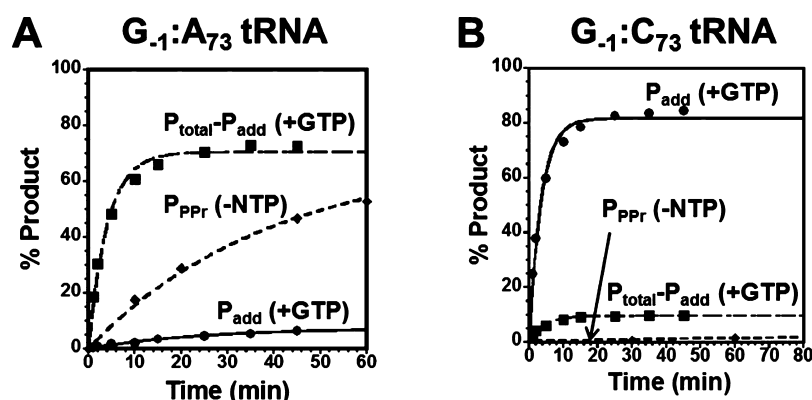 A
G-1:A73 tRNA
100
80
60
40
20
0
% Product
Ptotal-Padd (+GTP)
PPPr (-NTP)
Padd (+GTP)
0 10 20 30 40 50 60
Time (min)
B
G-1:C73 tRNA
100
80
60
40
20
0
% Product
Padd (+GTP)
PPPr (-NTP)
Ptotal-Padd (+GTP)
0 10 20 30 40 50 60 70 80
Time (min)